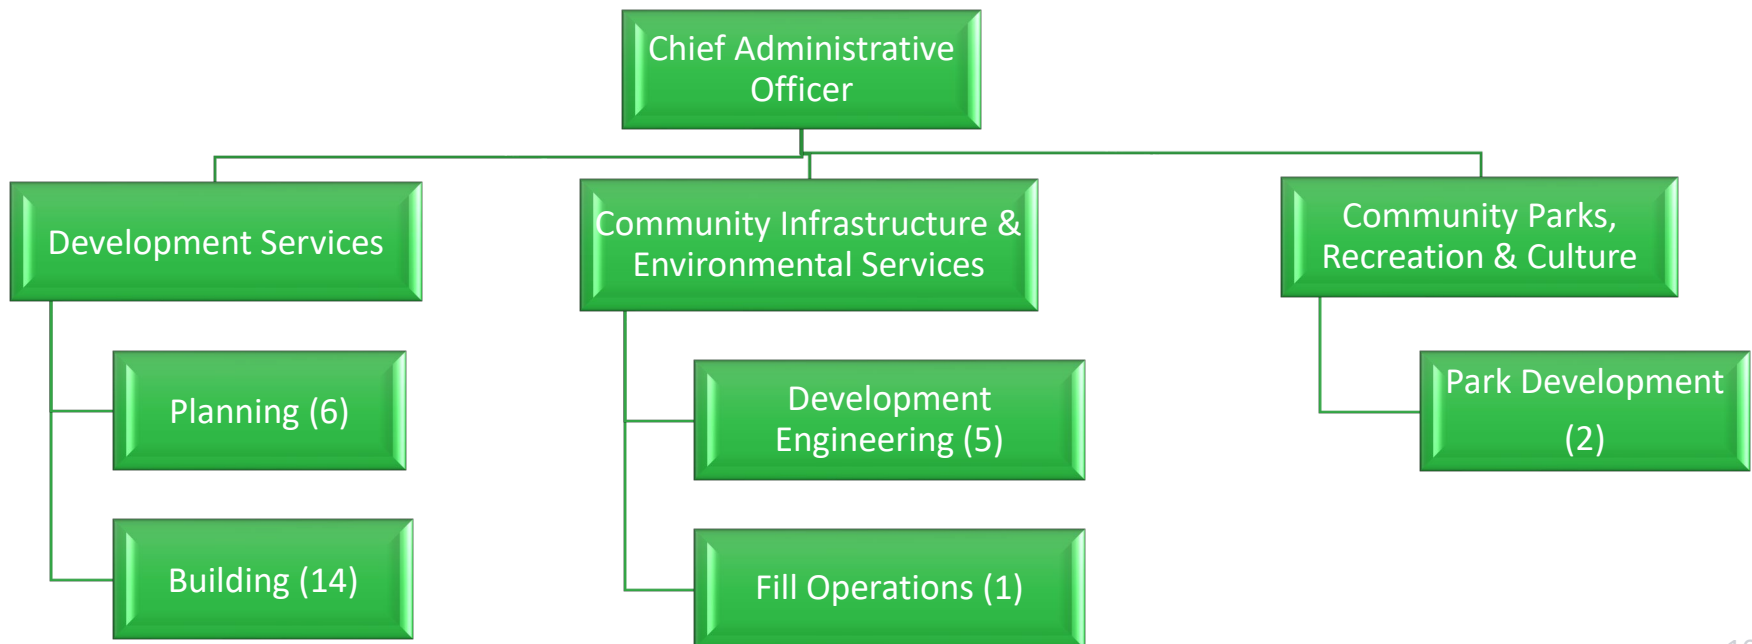 Chief Administrative
Officer
Development Services
Community Infrastructure &
Environmental Services
Community Parks,
Recreation & Culture
Planning (6)
Development
Engineering (5)
Park Development
(2)
Building (14)
Fill Operations (1)